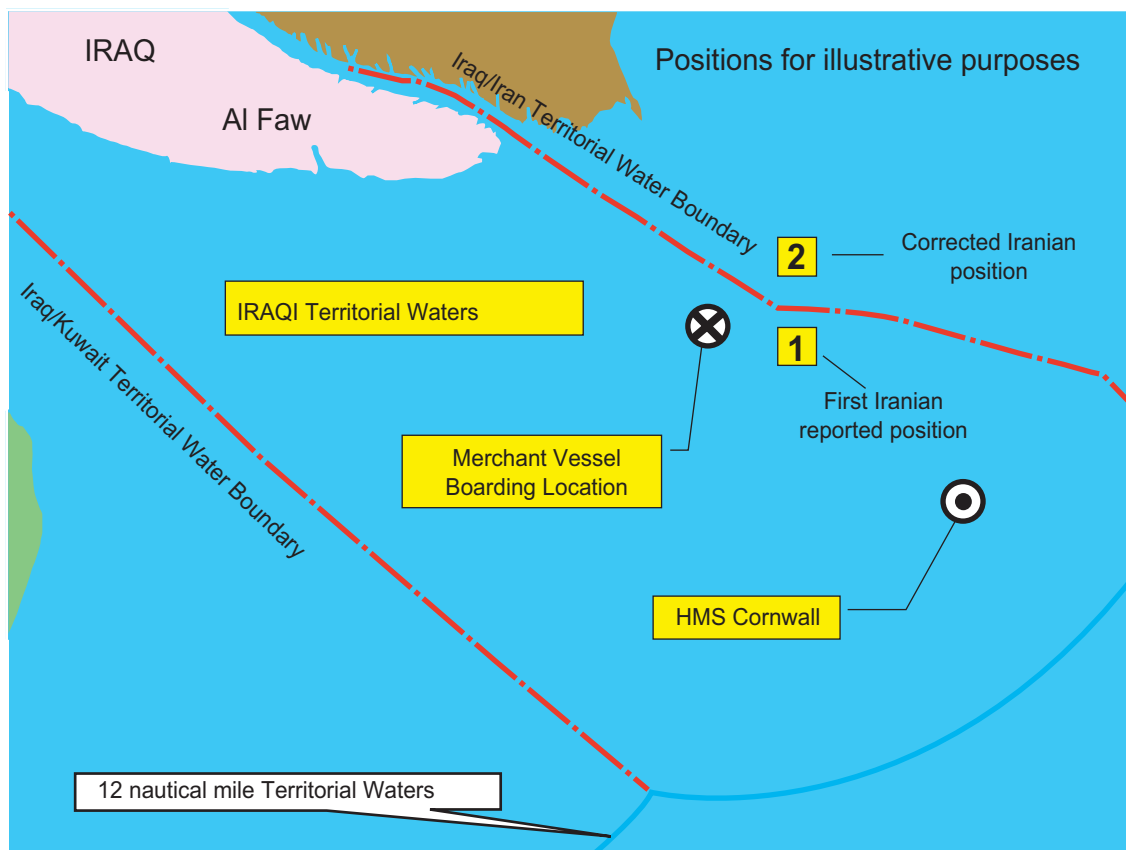 IRAQ
Al Faw
Iraq/Iran Territorial Water Boundary
Positions for illustrative purposes
2
Corrected Iranian
position
IRAQI Territorial Waters
Iraq/Kuwait Territorial Water Boundary
1
First Iranian
reported position
Merchant Vessel
Boarding Location
HMS Cornwall
12 nautical mile Territorial Waters